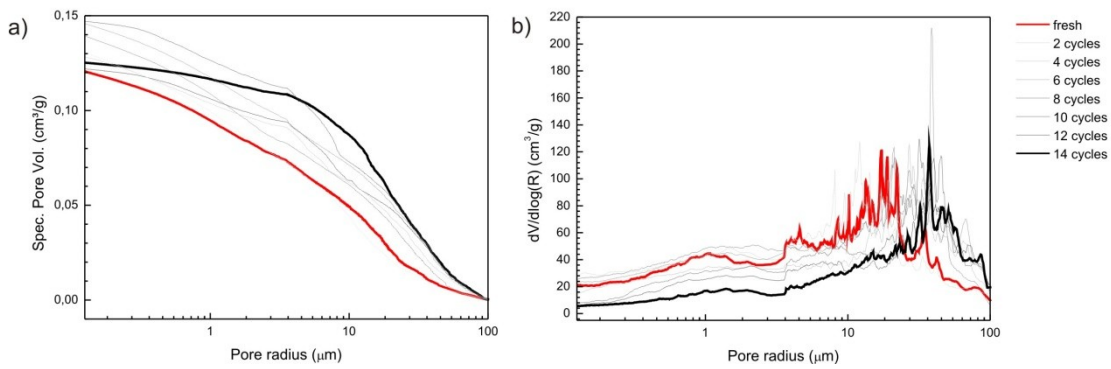 a)
Spec. Pore Vol. (cm³/g)
0,15
0,10
0,05
0,00
1
10
100
Pore radius (μm)
b)
dV/dlog(R) (cm³/g)
220
200
180
160
140
120
100
80
60
40
20
0
1
10
100
Pore radius (μm)
fresh
2 cycles
4 cycles
6 cycles
8 cycles
10 cycles
12 cycles
14 cycles